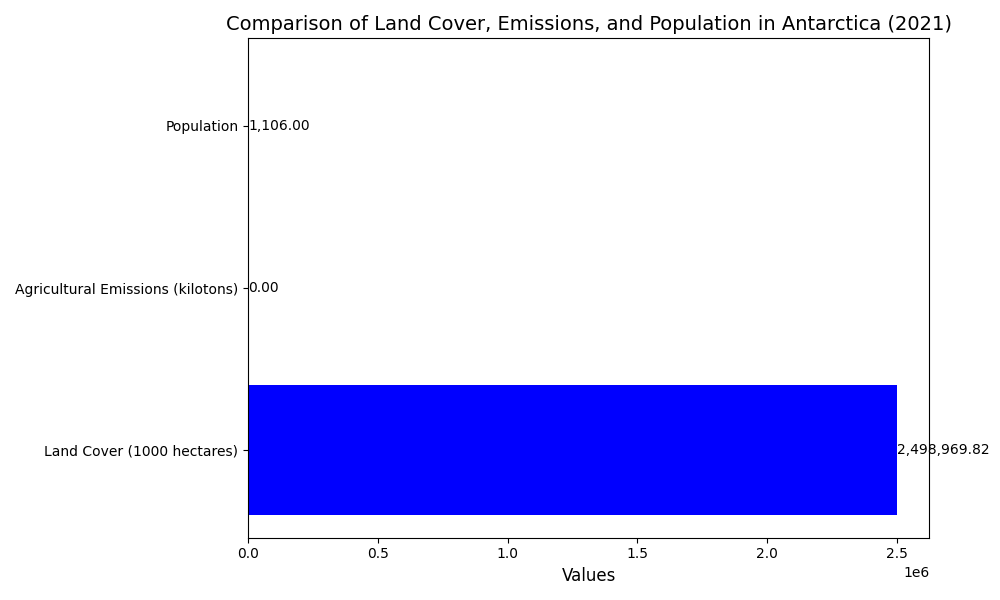 Comparison of Land Cover, Emissions, and Population in Antarctica (2021)
Population
1,106.00
Agricultural Emissions (kilotons)
0.00
Land Cover (1000 hectares)
2,498,969.82
0.0 0.5 1.0 1.5 2.0 2.5
1e6
Values